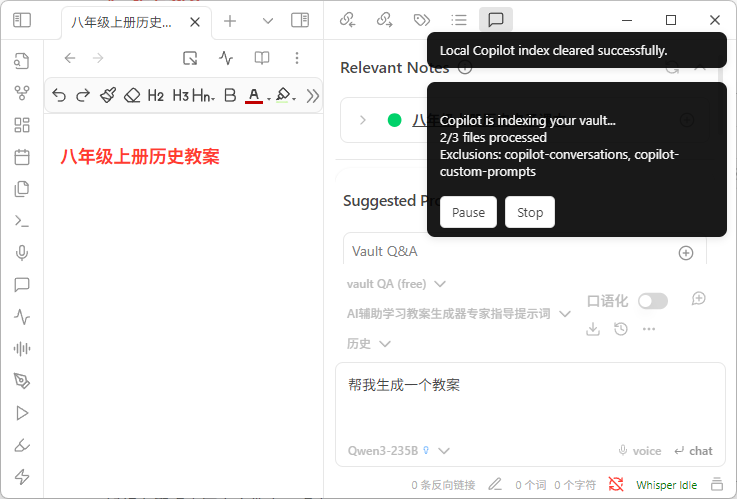 八年级上册历史...
H2
H3
Hn
B
A
八年级上册历史教案
Local Copilot index cleared successfully.
Relevant Notes
Copilot is indexing your vault...
2/3 files processed
Exclusions: copilot-conversations, copilot-
custom-prompts
Pause
Stop
Suggested
Vault Q&A
vault QA (free)
口语化
AI辅助学习教案生成器专家指导提示词
历史
帮我生成一个教案
Qwen3-235B
voice
chat
0 条反向链接
0 个词
0 个字符
Whisper Idle